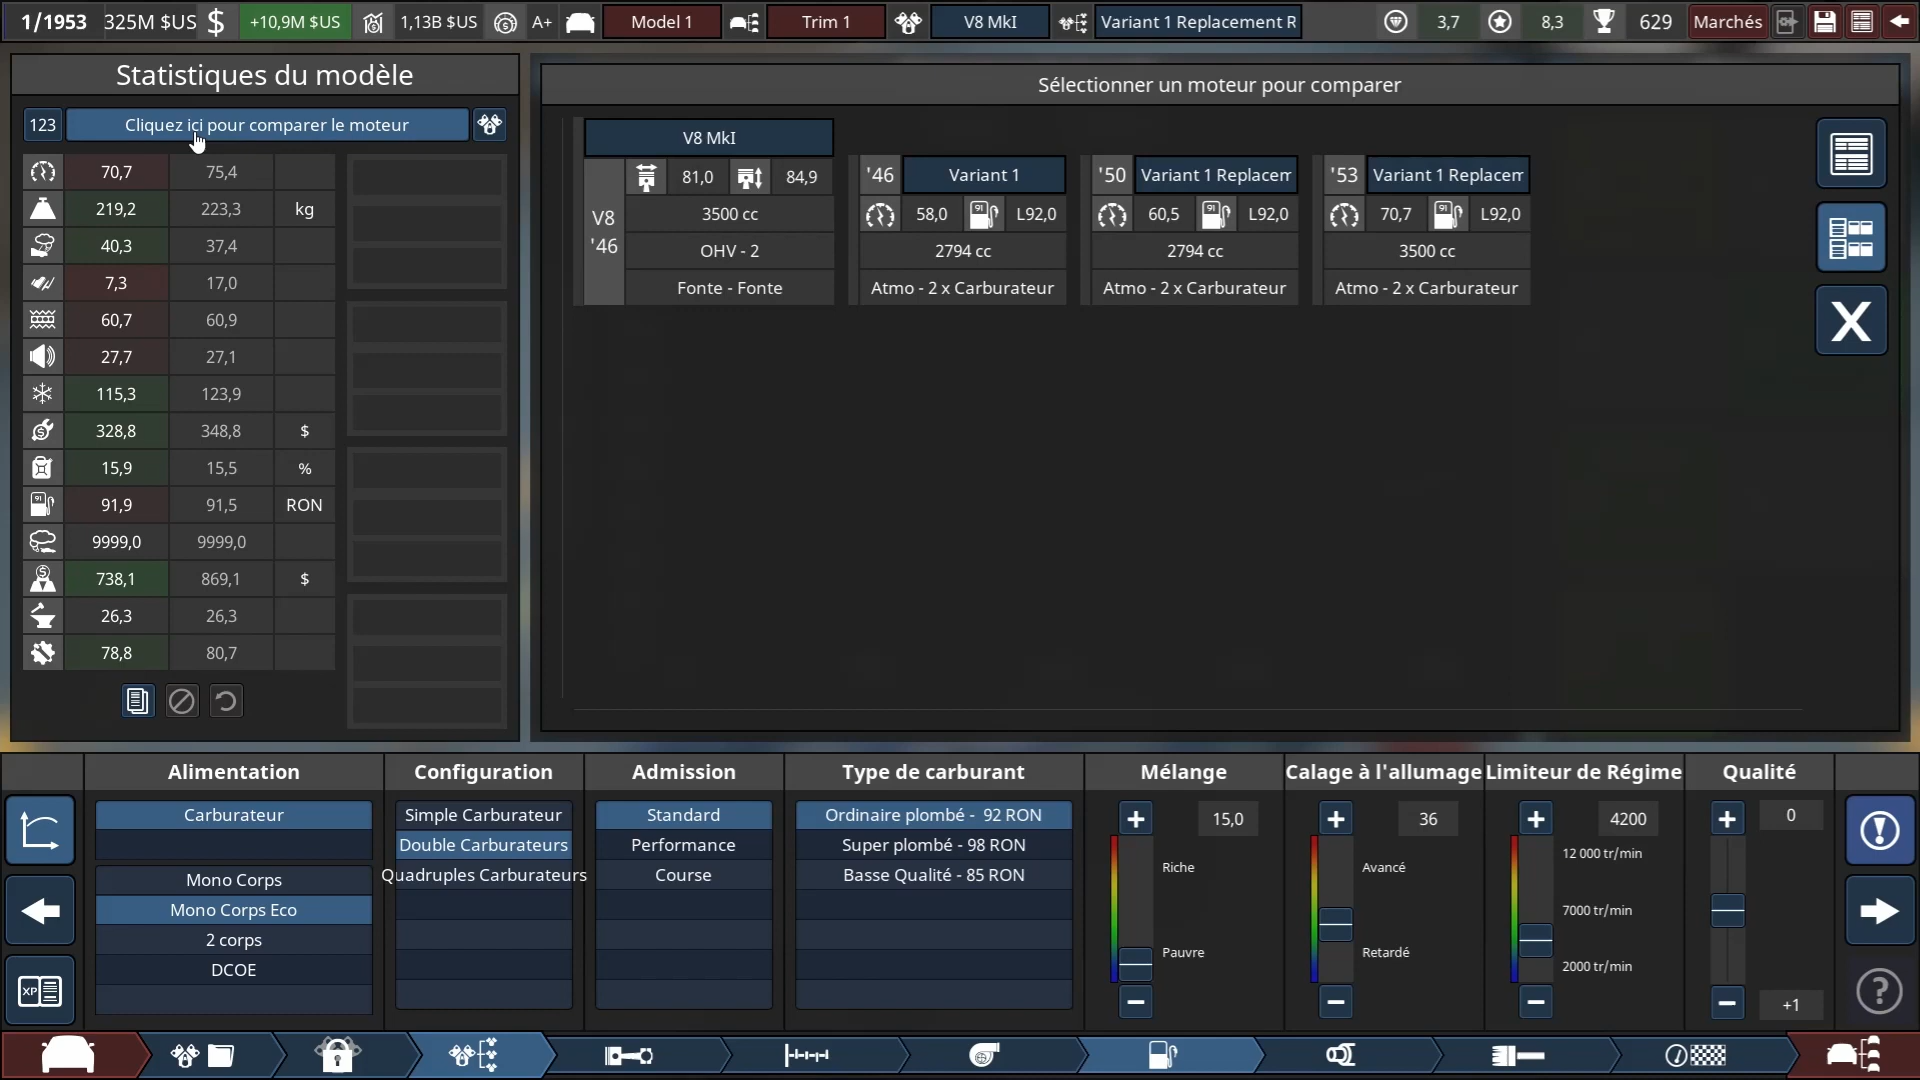 1/1953 325M $US $ +10,9M $US 1,13B $US A+ Model 1 Trim 1 V8 MkI Variant 1 Replacement R 3,7 8,3 629 Marchés
Statistiques du modèle
123 Cliquez ici pour comparer le moteur
70,7 75,4
219,2 223,3 kg
40,3 37,4
7,3 17,0
60,7 60,9
27,7 27,1
115,3 123,9
328,8 348,8 $
15,9 15,5 %
91,9 91,5 RON
9999,0 9999,0
738,1 869,1 $
26,3 26,3
78,8 80,7
Sélectionner un moteur pour comparer
V8 MkI
V8
'46
81,0 84,9
3500 cc
OHV - 2
Fonte - Fonte
'46 Variant 1
58,0 L92,0
2794 cc
Atmo - 2 x Carburateur
'50 Variant 1 Replacem
60,5 L92,0
2794 cc
Atmo - 2 x Carburateur
'53 Variant 1 Replacem
70,7 L92,0
3500 cc
Atmo - 2 x Carburateur
X
Alimentation
Carburateur
Mono Corps
Mono Corps Eco
2 corps
DCOE
Configuration
Simple Carburateur
Double Carburateurs
Quadruples Carburateurs
Admission
Standard
Performance
Course
Type de carburant
Ordinaire plombé - 92 RON
Super plombé - 98 RON
Basse Qualité - 85 RON
Mélange
+ 15,0
Riche
Pauvre
−
Calage à l'allumage
+ 36
Avancé
Retardé
−
Limiteur de Régime
+ 4200
12 000 tr/min
7000 tr/min
2000 tr/min
−
Qualité
+ 0
− +1
XP
?